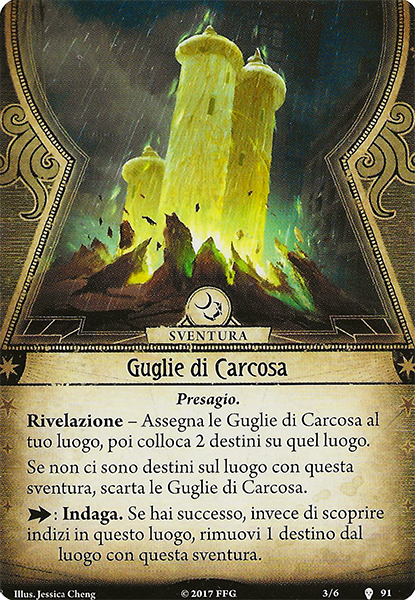 SVENTURA
Guglie di Carcosa
Presagio.
Rivelazione – Assegna le Guglie di Carcosa al
tuo luogo, poi colloca 2 destini su quel luogo.
Se non ci sono destini sul luogo con questa
sventura, scarta le Guglie di Carcosa.
: Indaga. Se hai successo, invece di scoprire
indizi in questo luogo, rimuovi 1 destino dal
luogo con questa sventura.
Illus. Jessica Cheng © 2017 FFG 3/6 91